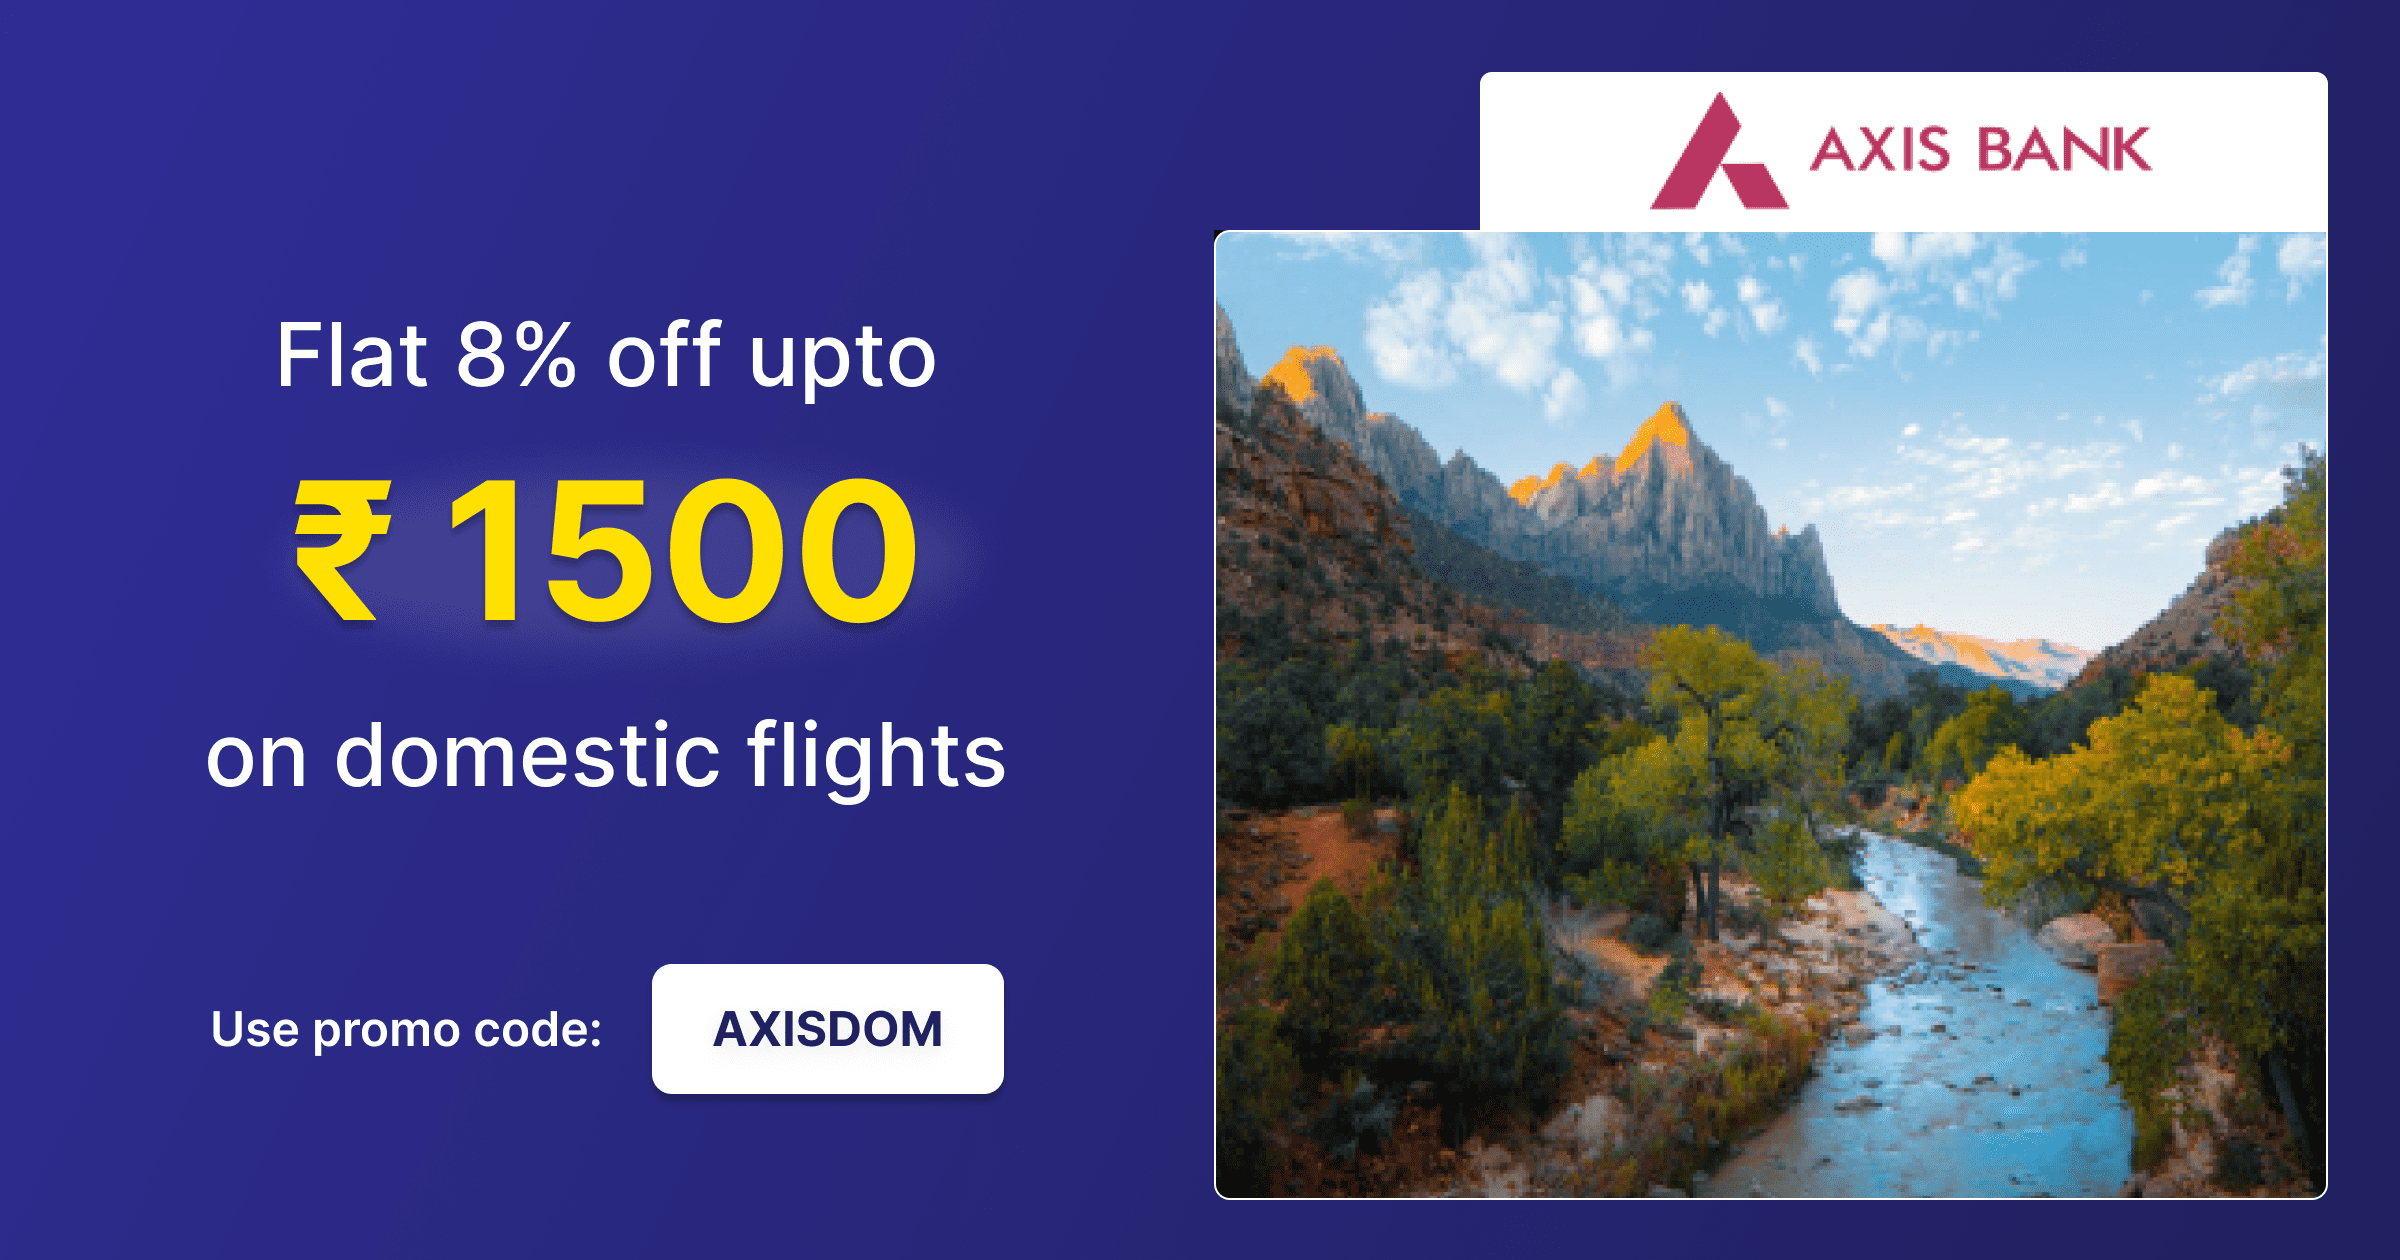 AXIS BANK
Flat 8% off upto
₹ 1500
on domestic flights
Use promo code: AXISDOM